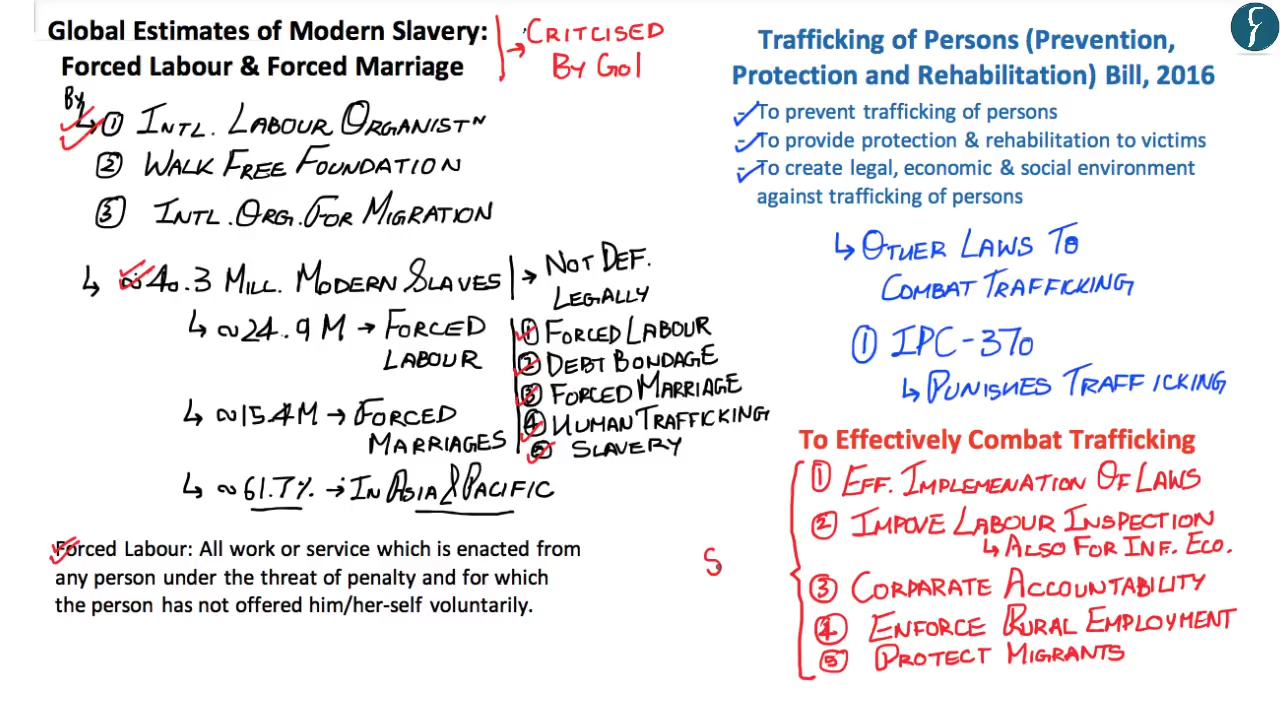 Global Estimates of Modern Slavery:
Forced Labour & Forced Marriage
→ CRITCISED
By GoI
By
↳ ① INTL. LABOUR ORGANISTN
② WALK FREE FOUNDATION
③ INTL. ORG. FOR MIGRATION
↳ ≈40.3 MILL. MODERN SLAVES
→ NOT DEF.
LEGALLY
↳ ~24.9 M → FORCED
LABOUR
① FORCED LABOUR
② DEBT BONDAGE
③ FORCED MARRIAGE
④ HUMAN TRAFFICKING
⑤ SLAVERY
↳ ~15.4M → FORCED
MARRIAGES
↳ ~61.7% → IN ASIA & PACIFIC
Forced Labour: All work or service which is enacted from
any person under the threat of penalty and for which
the person has not offered him/her-self voluntarily.
Trafficking of Persons (Prevention,
Protection and Rehabilitation) Bill, 2016
- To prevent trafficking of persons
- To provide protection & rehabilitation to victims
- To create legal, economic & social environment
against trafficking of persons
↳ OTHER LAWS TO
COMBAT TRAFFICKING
① IPC-370
↳ PUNISHES TRAFFICKING
To Effectively Combat Trafficking
① EFF. IMPLEMENATION OF LAWS
② IMPOVE LABOUR INSPECTION
↳ ALSO FOR INF. ECO.
③ CORPARATE ACCOUNTABILITY
④ ENFORCE RURAL EMPLOYMENT
⑤ PROTECT MIGRANTS
S